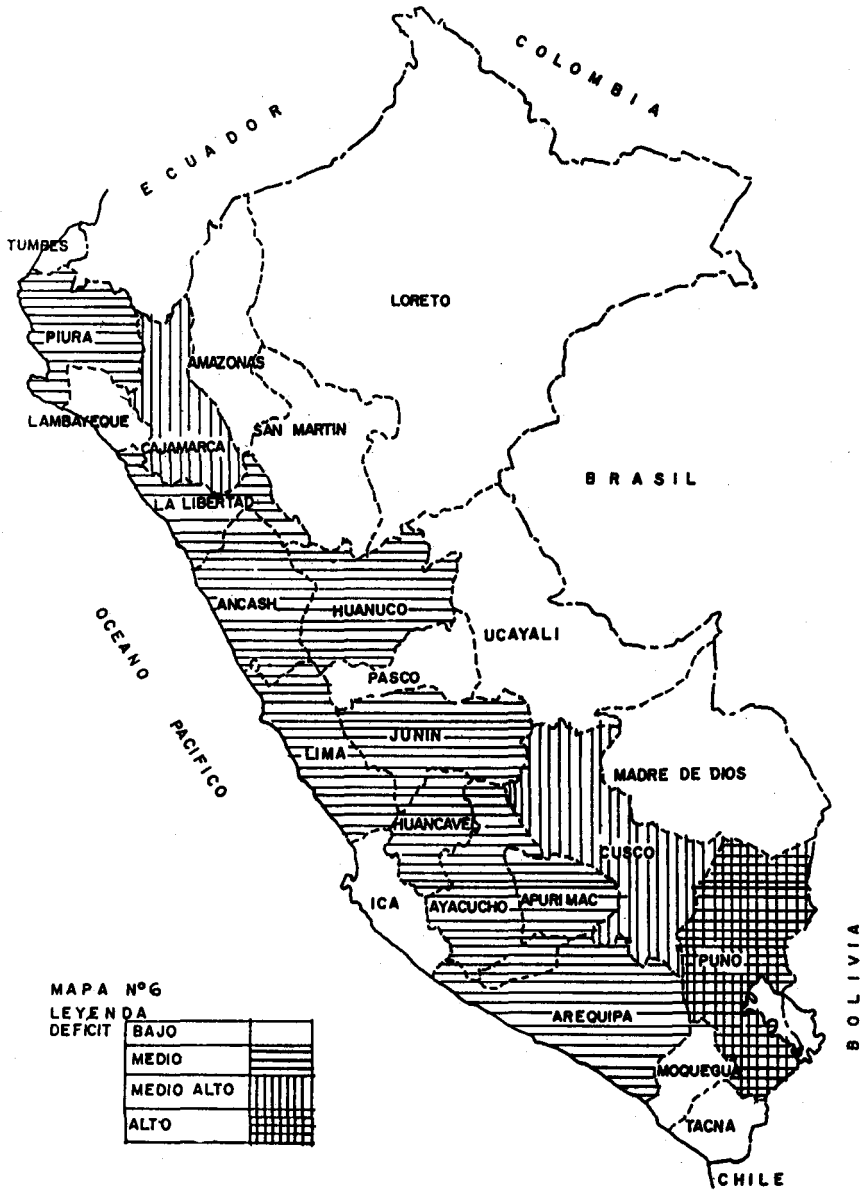 COLOMBIA
ECUADOR
TUMBES
LORETO
PIURA
AMAZONAS
LAMBAYEQUE
SAN MARTIN
CAJAMARCA
BRASIL
LA LIBERTAD
ANCASH
HUANUCO
UCAYALI
OCEANO
PACIFICO
PASCO
JUNIN
LIMA
MADRE DE DIOS
HUANCAVE
CUSCO
ICA
AYACUCHO
APURIMAC
PUNO
BOLIVIA
AREQUIPA
MOQUEGUA
TACNA
CHILE
MAPA Nº6
LEYENDA
DEFICIT
BAJO
MEDIO
MEDIO ALTO
ALTO